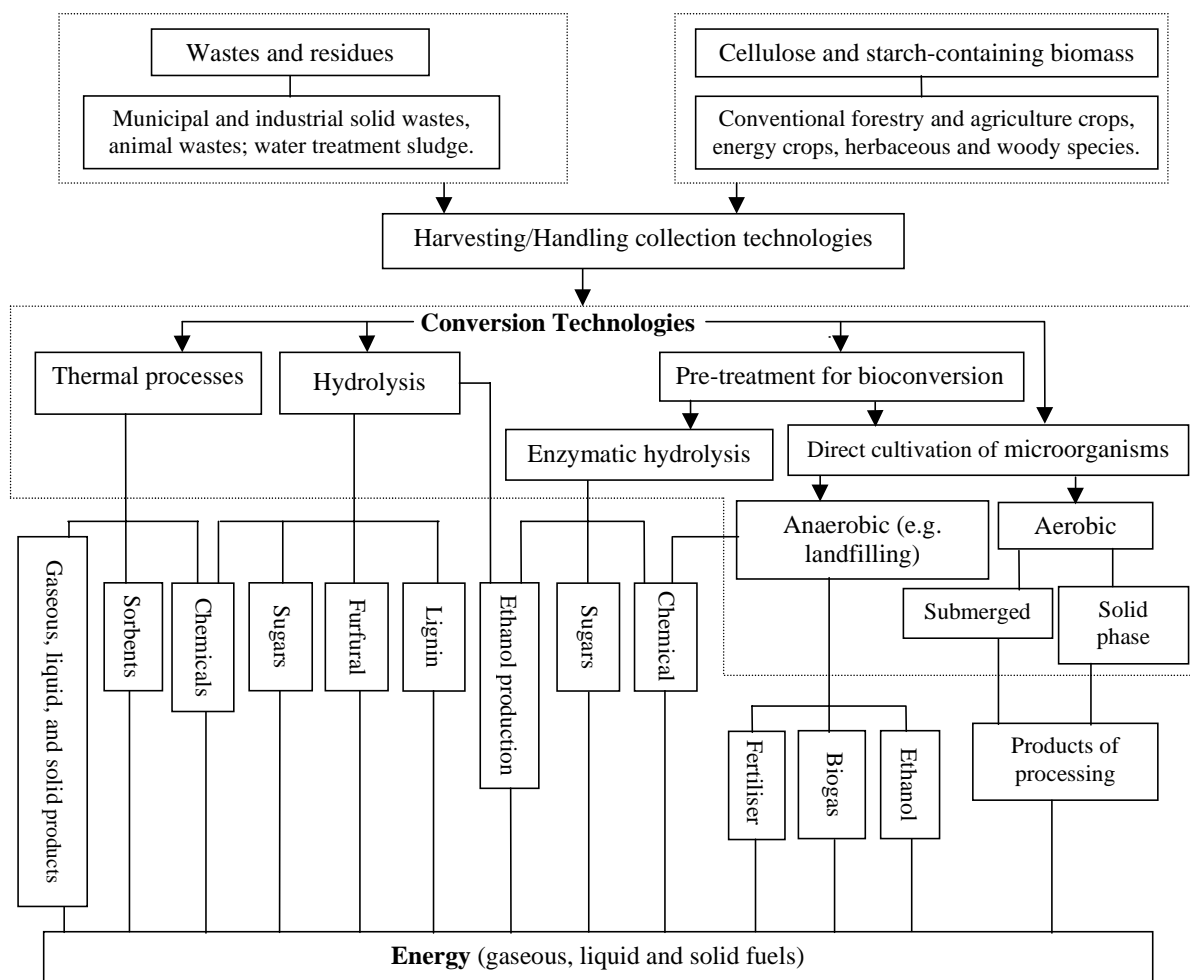 Wastes and residues
Municipal and industrial solid wastes,
animal wastes; water treatment sludge.
Cellulose and starch-containing biomass
Conventional forestry and agriculture crops,
energy crops, herbaceous and woody species.
Harvesting/Handling collection technologies
Conversion Technologies
Thermal processes
Hydrolysis
Pre-treatment for bioconversion
Enzymatic hydrolysis
Direct cultivation of microorganisms
Anaerobic (e.g.
landfilling)
Aerobic
Submerged
Solid
phase
Gaseous, liquid, and solid products
Sorbents
Chemicals
Sugars
Furfural
Lignin
Ethanol production
Sugars
Chemical
Fertiliser
Biogas
Ethanol
Products of
processing
Energy (gaseous, liquid and solid fuels)